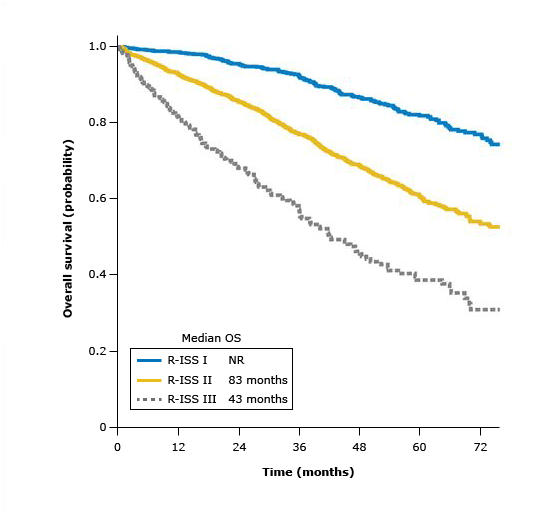 1.0
0.8
0.6
0.4
0.2
0
Overall survival (probability)
Median OS
R-ISS I NR
R-ISS II 83 months
R-ISS III 43 months
0 12 24 36 48 60 72
Time (months)